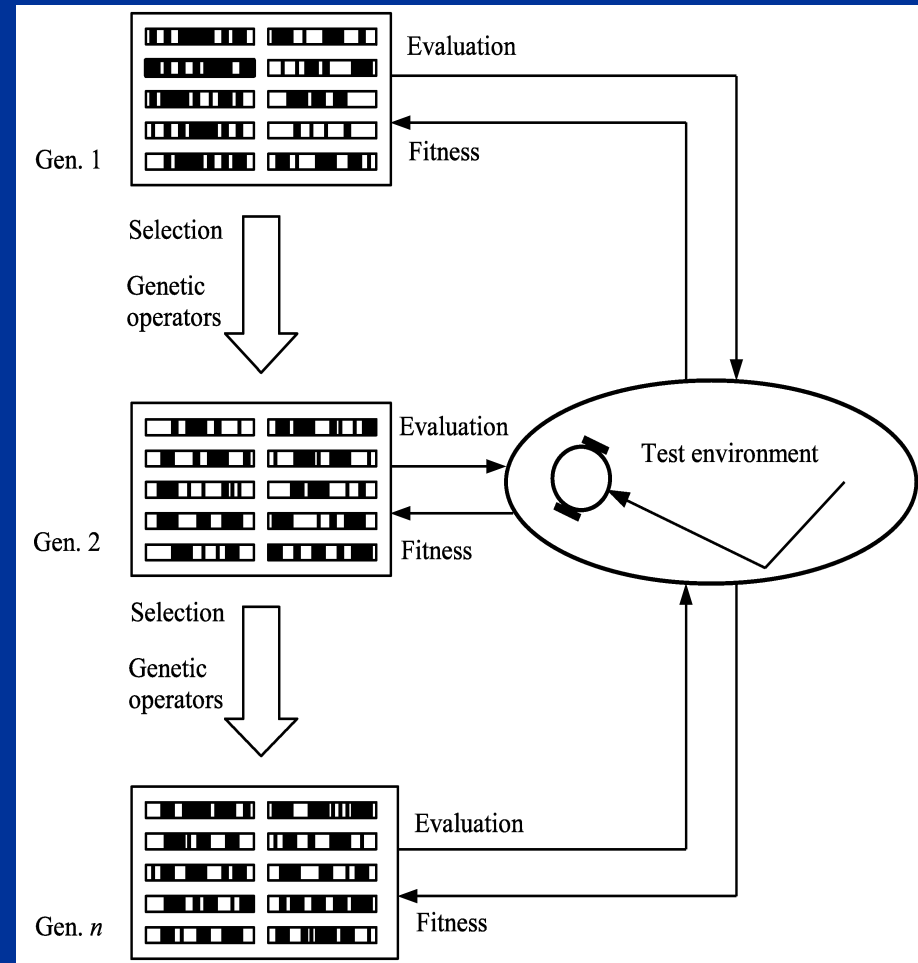 Evaluation
Fitness
Gen. 1
Selection
Genetic
operators
Evaluation
Test environment
Fitness
Gen. 2
Selection
Genetic
operators
Evaluation
Fitness
Gen. n